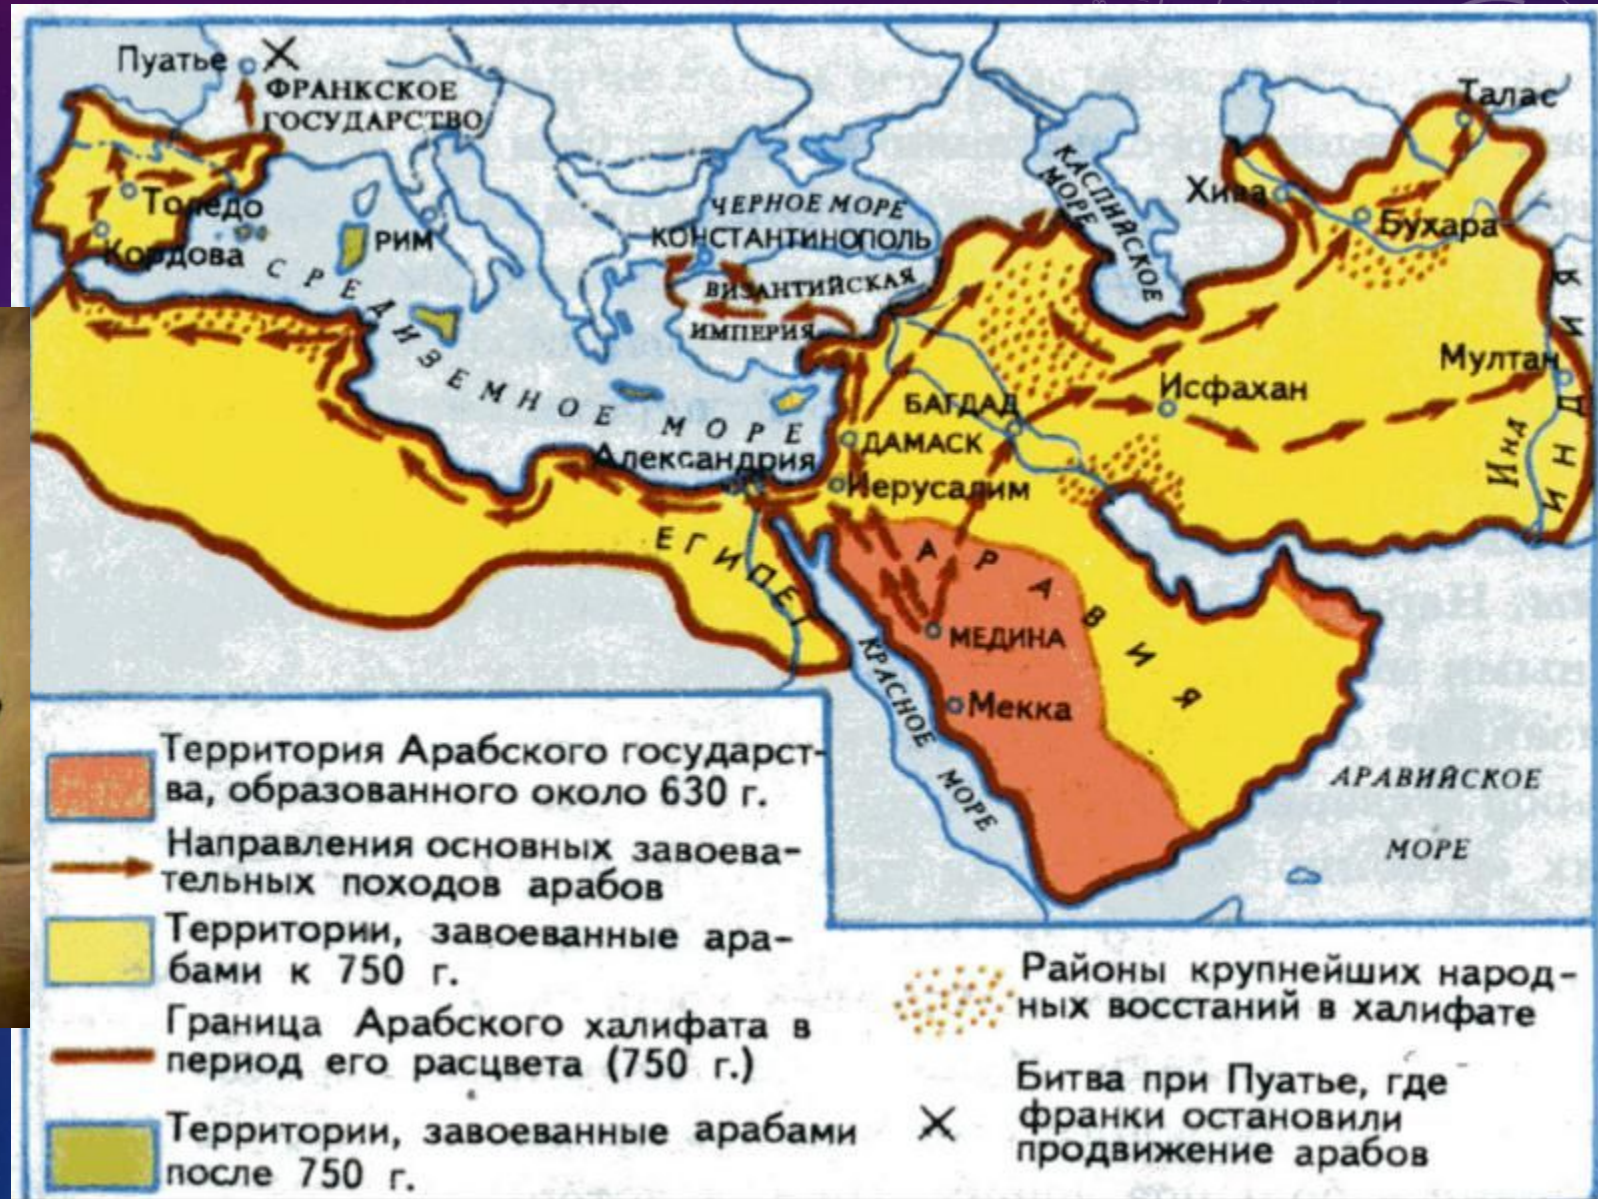 Пуатье
ФРАНКСКОЕ
ГОСУДАРСТВО
Талас
КАСПИЙСКОЕ
МОРЕ
Хива
Бухара
Толедо
Кордова
РИМ
ЧЕРНОЕ МОРЕ
КОНСТАНТИНОПОЛЬ
ВИЗАНТИЙСКАЯ
ИМПЕРИЯ
СРЕДИЗЕМНОЕ МОРЕ
Мултан
Исфахан
БАГДАД
ДАМАСК
Александрия
Иерусалим
Инд
ИНДИЯ
ЕГИПЕТ
АРАВИЯ
МЕДИНА
Мекка
КРАСНОЕ МОРЕ
АРАВИЙСКОЕ
МОРЕ
Территория Арабского государст-
ва, образованного около 630 г.
Направления основных завоева-
тельных походов арабов
Территории, завоеванные ара-
бами к 750 г.
Граница Арабского халифата в
период его расцвета (750 г.)
Территории, завоеванные арабами
после 750 г.
Районы крупнейших народ-
ных восстаний в халифате
Битва при Пуатье, где
франки остановили
продвижение арабов